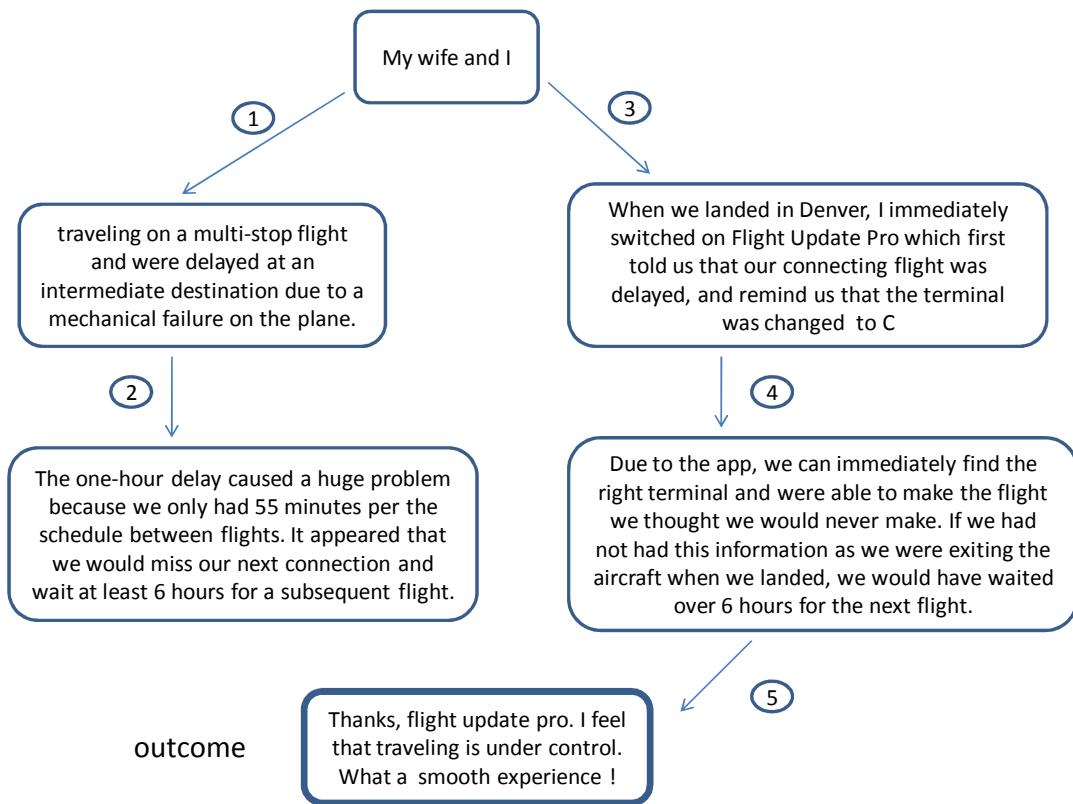 My wife and I
1
3
traveling on a multi-stop flight
and were delayed at an
intermediate destination due to a
mechanical failure on the plane.
When we landed in Denver, I immediately
switched on Flight Update Pro which first
told us that our connecting flight was
delayed, and remind us that the terminal
was changed to C
2
4
The one-hour delay caused a huge problem
because we only had 55 minutes per the
schedule between flights. It appeared that
we would miss our next connection and
wait at least 6 hours for a subsequent flight.
Due to the app, we can immediately find the
right terminal and were able to make the flight
we thought we would never make. If we had
not had this information as we were exiting the
aircraft when we landed, we would have waited
over 6 hours for the next flight.
5
outcome
Thanks, flight update pro. I feel
that traveling is under control.
What a smooth experience !